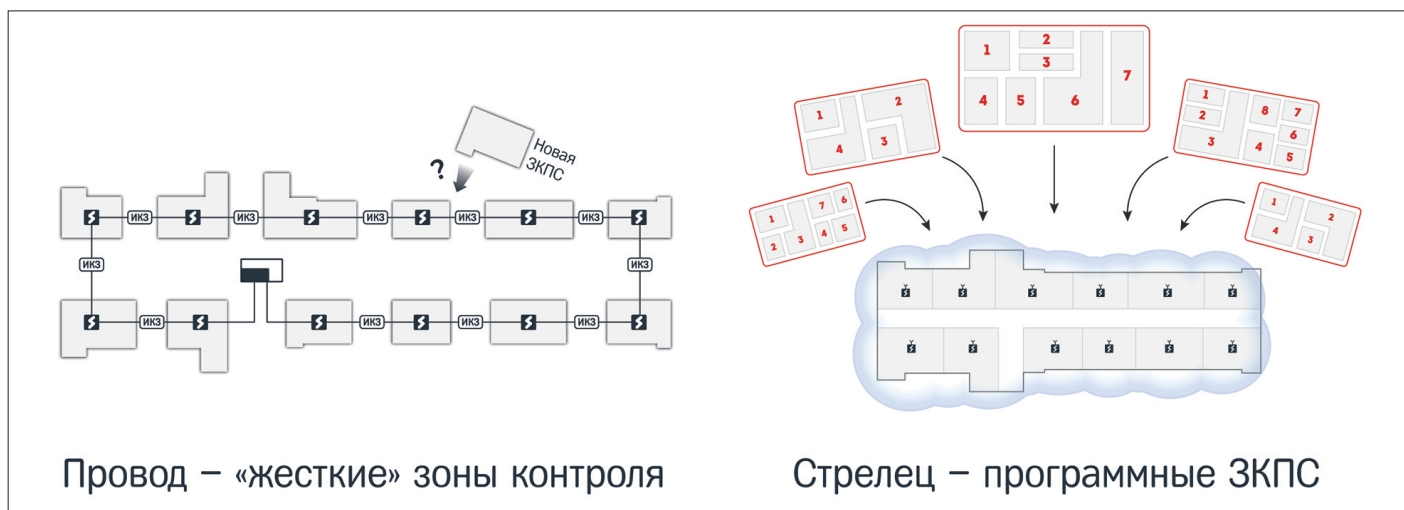 Новая
ЗКПС
?
ИКЗ ИКЗ ИКЗ ИКЗ ИКЗ
ИКЗ ИКЗ
ИКЗ ИКЗ ИКЗ ИКЗ
Провод – «жесткие» зоны контроля
1 2 3 4 5 6 7
1 2 3 4
1 2 3 4 5 6 7 8
1 2 3 4 5 6 7
1 2 3 4
Стрелец – программные ЗКПС